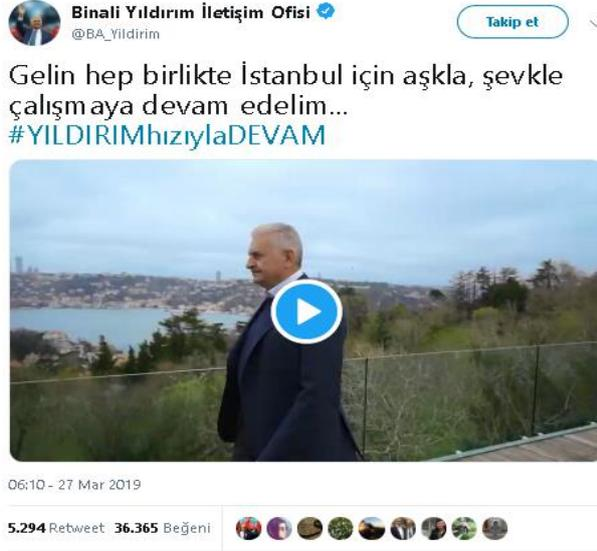 Binali Yıldırım İletişim Ofisi
@BA_Yildirim
Takip et
Gelin hep birlikte İstanbul için aşkla, şevkle
çalışmaya devam edelim...
#YILDIRIMhızıylaDEVAM
06:10 - 27 Mar 2019
5.294 Retweet 36.365 Beğeni